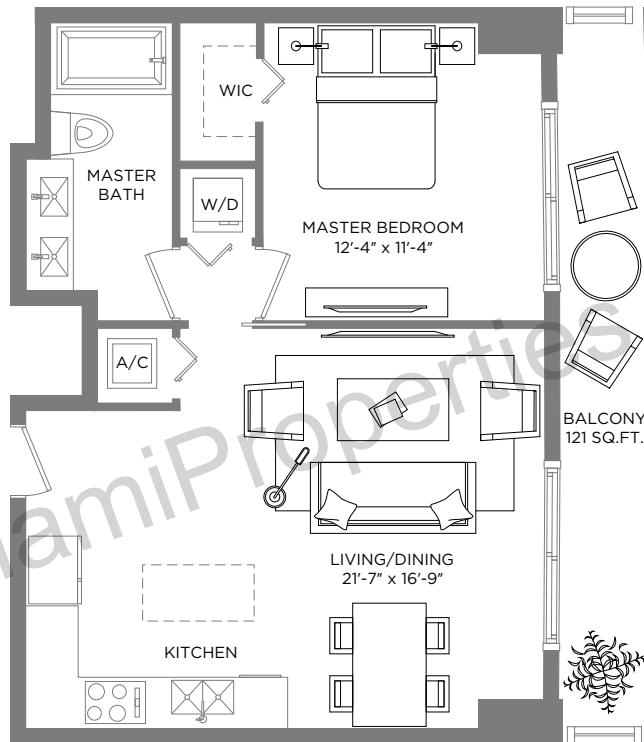 WIC
MASTER
BATH
W/D
MASTER BEDROOM
12'-4" x 11'-4"
A/C
BALCONY
121 SQ.FT.
LIVING/DINING
21'-7" x 16'-9"
KITCHEN
amiProperties